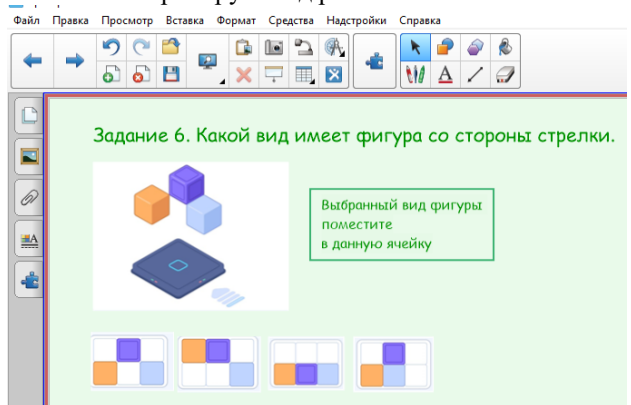 Файл Правка Просмотр Вставка Формат Средства Надстройки Справка
Задание 6. Какой вид имеет фигура со стороны стрелки.
Выбранный вид фигуры
поместите
в данную ячейку